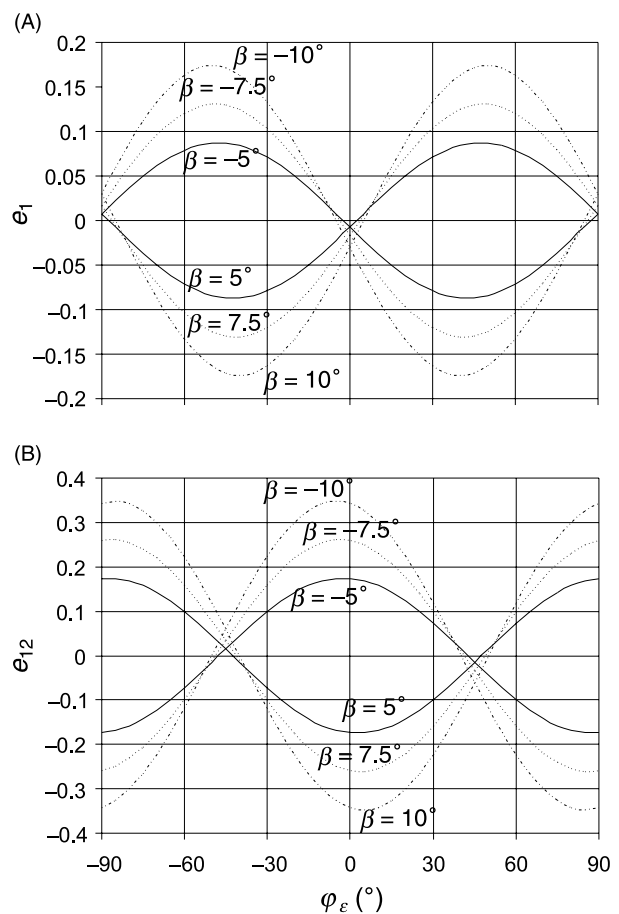 (A)
0.2
0.15
0.1
0.05
0
–0.05
–0.1
–0.15
–0.2
e1
β = –10°
β = –7.5°
β = –5°
β = 5°
β = 7.5°
β = 10°
(B)
0.4
0.3
0.2
0.1
0
–0.1
–0.2
–0.3
–0.4
e12
β = –10°
β = –7.5°
β = –5°
β = 5°
β = 7.5°
β = 10°
–90 –60 –30 0 30 60 90
φε (°)